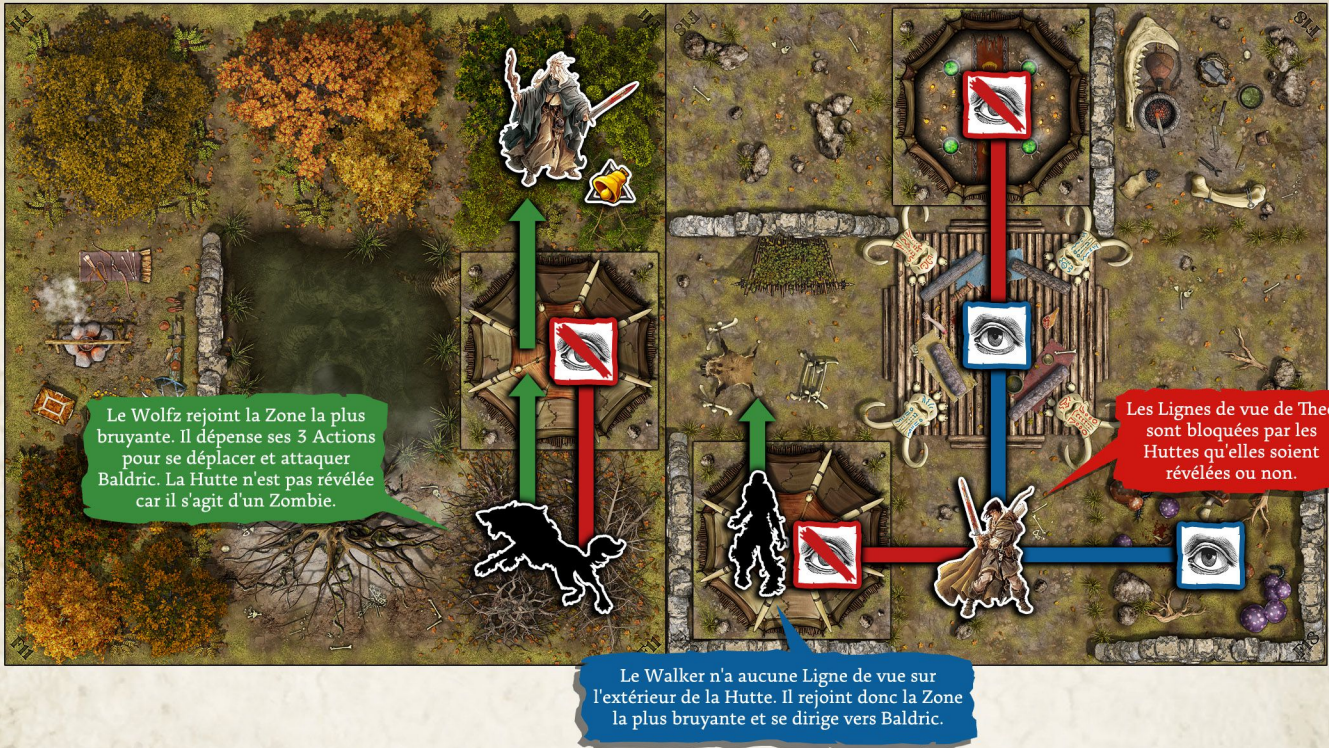 Le Wolfz rejoint la Zone la plus
bruyante. Il dépense ses 3 Actions
pour se déplacer et attaquer
Baldric. La Hutte n'est pas révélée
car il s'agit d'un Zombie.
Les Lignes de vue de Theo
sont bloquées par les
Huttes qu'elles soient
révélées ou non.
Le Walker n'a aucune Ligne de vue sur
l'extérieur de la Hutte. Il rejoint donc la Zone
la plus bruyante et se dirige vers Baldric.